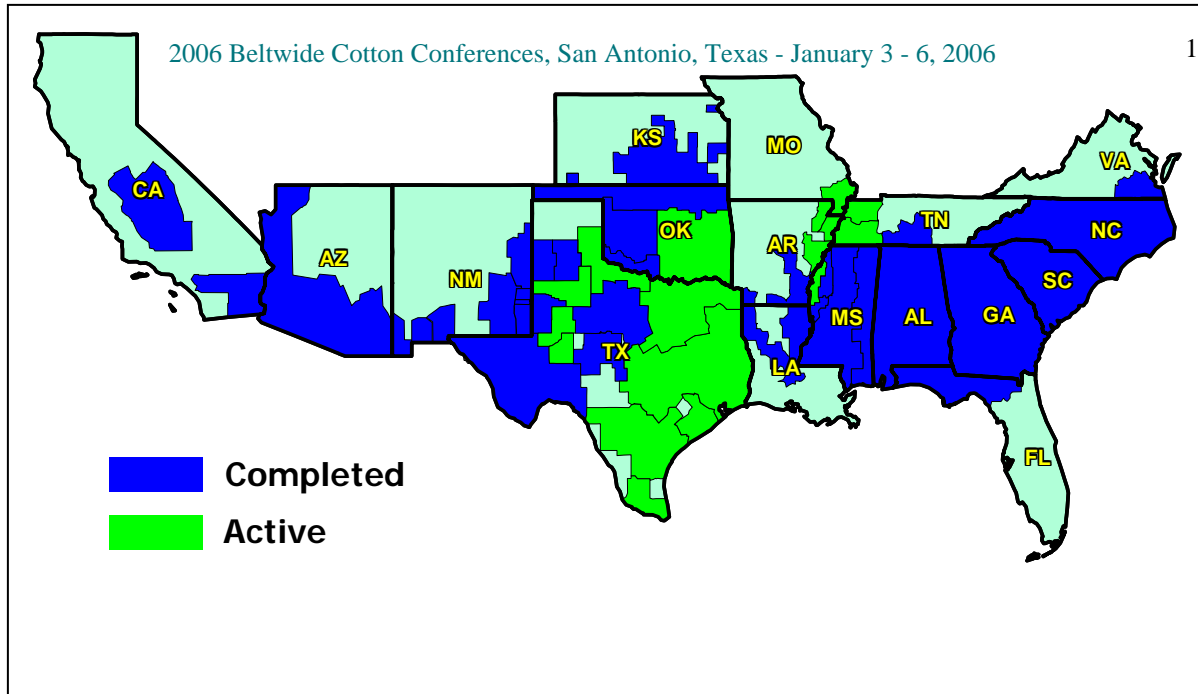 2006 Beltwide Cotton Conferences, San Antonio, Texas - January 3 - 6, 2006
1
KS
MO
VA
CA
TN
NC
OK
AR
AZ
NM
SC
MS
AL
GA
TX
LA
FL
Completed
Active